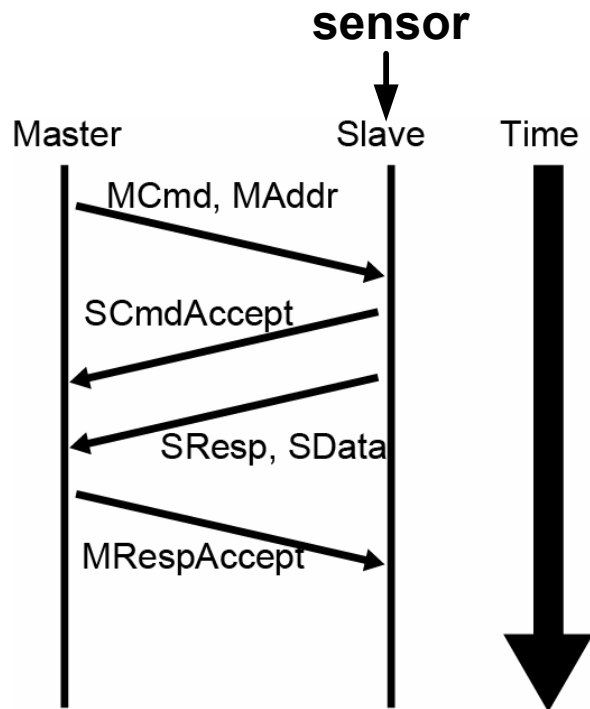 sensor
Master Slave Time
MCmd, MAddr
SCmdAccept
SResp, SData
MRespAccept